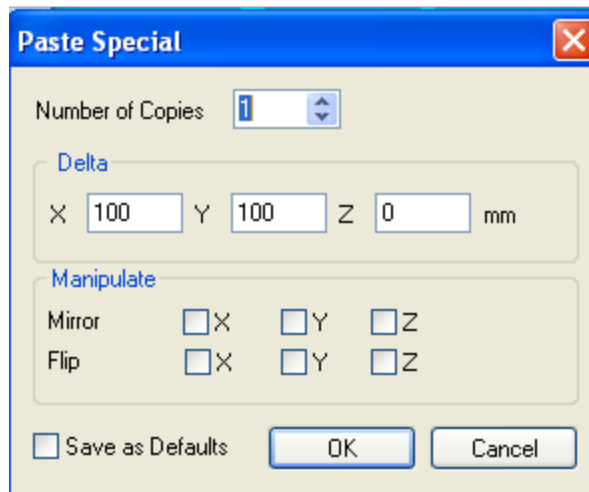 Paste Special
Number of Copies 1
Delta
X 100 Y 100 Z 0 mm
Manipulate
Mirror X Y Z
Flip X Y Z
Save as Defaults OK Cancel